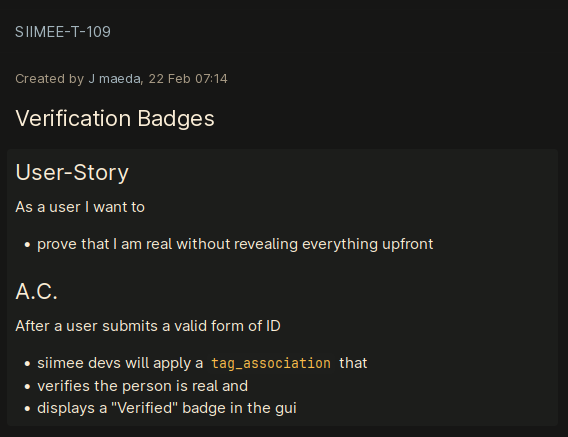 SIIMEE-T-109
Created by J maeda, 22 Feb 07:14
Verification Badges
User-Story
As a user I want to
• prove that I am real without revealing everything upfront
A.C.
After a user submits a valid form of ID
• siimee devs will apply a tag_association that
• verifies the person is real and
• displays a "Verified" badge in the gui